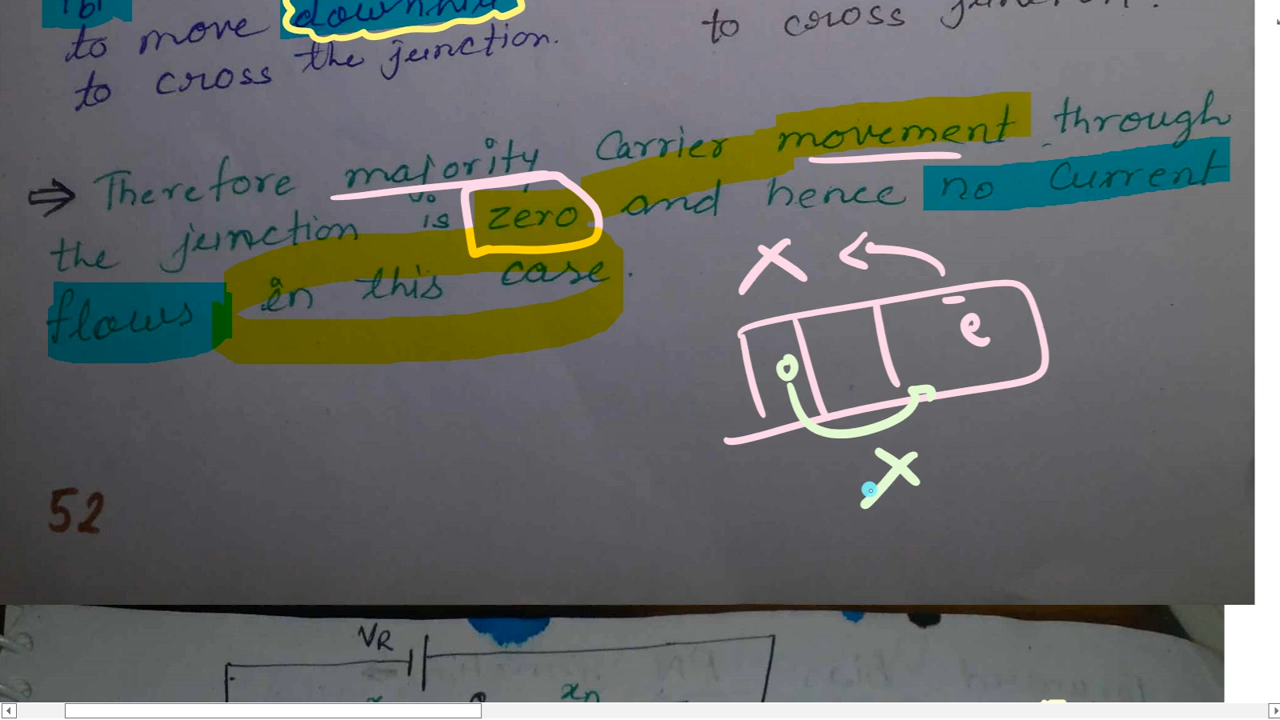 to move downhill
to cross the junction.
to cross junction.
⇒ Therefore majority Carrier movement through
the junction is zero and hence no Current
flows in this case.
e
52
VR
xn